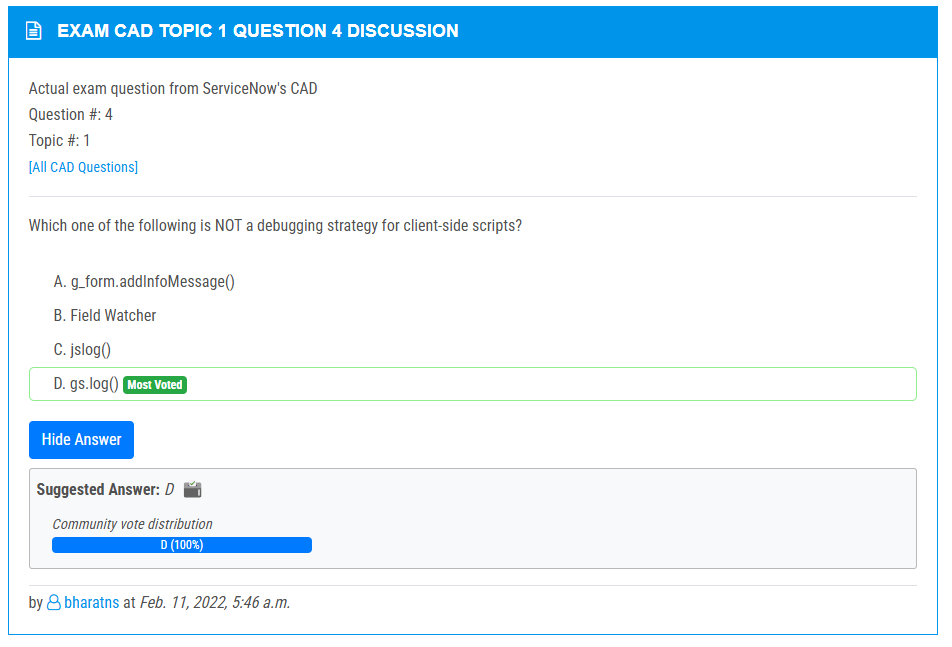 EXAM CAD TOPIC 1 QUESTION 4 DISCUSSION
Actual exam question from ServiceNow's CAD
Question #: 4
Topic #: 1
[All CAD Questions]
Which one of the following is NOT a debugging strategy for client-side scripts?
A. g_form.addInfoMessage()
B. Field Watcher
C. jslog()
D. gs.log() Most Voted
Hide Answer
Suggested Answer: D
Community vote distribution
D (100%)
by bharatns at Feb. 11, 2022, 5:46 a.m.